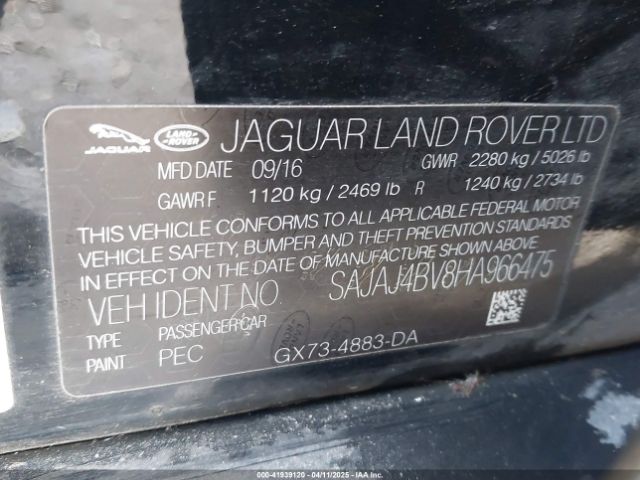 JAGUAR LAND-ROVER JAGUAR LAND ROVER LTD
MFD DATE 09/16 GVWR 2280 kg / 5026 lb
GAWR F. 1120 kg / 2469 lb R 1240 kg / 2734 lb
THIS VEHICLE CONFORMS TO ALL APPLICABLE FEDERAL MOTOR
VEHICLE SAFETY, BUMPER AND THEFT PREVENTION STANDARDS
IN EFFECT ON THE DATE OF MANUFACTURE SHOWN ABOVE
VEH IDENT NO. SAJAJ4BV8HA966475
TYPE PASSENGER CAR
PAINT PEC GX73-4883-DA
000-41939120 - 04/11/2025 - IAAI.COM